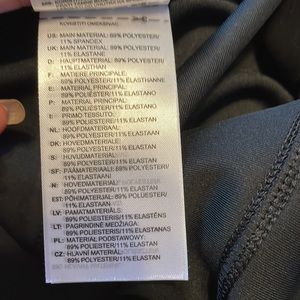 US: MAIN MATERIAL: 89% POLYESTER/
11% SPANDEX
UK: MAIN MATERIAL: 89% POLYESTER/
11% ELASTANE
D: HAUPTMATERIAL: 89% POLYESTER/
11% ELASTHAN
F: MATIERE PRINCIPALE:
89% POLYESTER/11% ELASTHANNE
E: MATERIAL PRINCIPAL:
89% POLIÉSTER/11% ELASTANO
P: MATERIAL PRINCIPAL:
89% POLIESTER/11% ELASTANO
I: PRIMO TESSUTO:
89% POLIESTERE/11% ELASTAN
NL: HOOFDMATERIAAL:
89% POLYESTER/11% ELASTAAN
DK: HOVEDMATERIALE:
89% POLYESTER/11% ELASTAN
S: HUVUDMATERIAL:
89% POLYESTER/11% ELASTAN
SF: PÄÄMATERIAALI: 89% POLYESTERI/
11% ELASTAANI
N: HOVEDMATERIAL:
89% POLYESTER/11% ELASTAN
EST: PÕHIMATERJAL: 89% POLÜESTER/
11% ELASTAAN
LV: PAMATMATERIĀLS:
89% POLIESTERS/11% ELASTĒNS
LT: PAGRINDINĖ MEDŽIAGA:
89% POLIESTERIS/11% ELASTANAS
PL: MATERIAŁ PODSTAWOWY:
89% POLIESTER/11% ELASTAN
CZ: HLAVNÍ MATERIÁL:
89% POLYESTER/11% ELASTAN